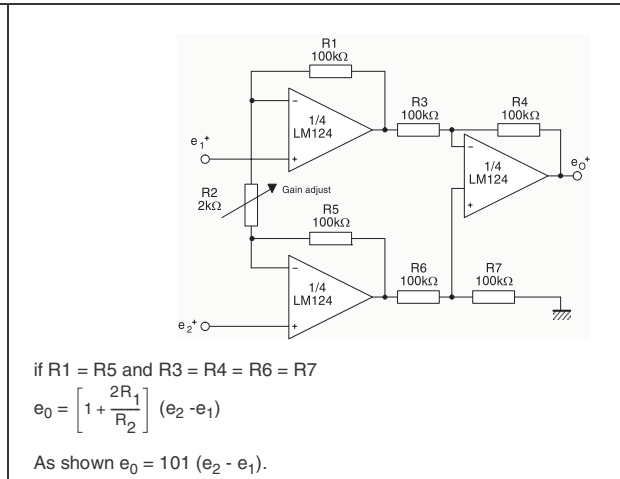 R1
100kΩ
R3
100kΩ
R4
100kΩ
1/4
LM124
e1+
1/4
LM124
eO+
R2
2kΩ
Gain adjust
R5
100kΩ
R6
100kΩ
R7
100kΩ
1/4
LM124
e2+
if R1 = R5 and R3 = R4 = R6 = R7
e0 = [1 + 2R1/R2] (e2 -e1)
As shown e0 = 101 (e2 - e1).